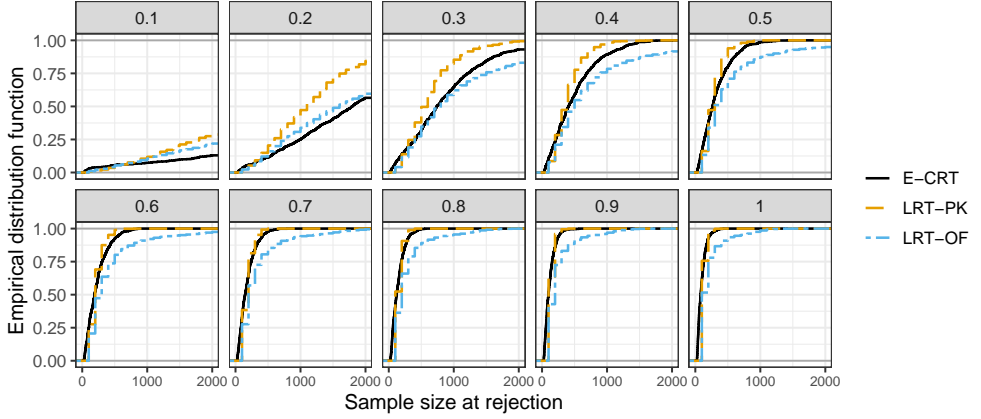 0.1 0.2 0.3 0.4 0.5
1.00
0.75
0.50
0.25
0.00
0.6 0.7 0.8 0.9 1
1.00
0.75
0.50
0.25
0.00
0 1000 2000 0 1000 2000 0 1000 2000 0 1000 2000 0 1000 2000
Sample size at rejection
Empirical distribution function
E−CRT
LRT−PK
LRT−OF